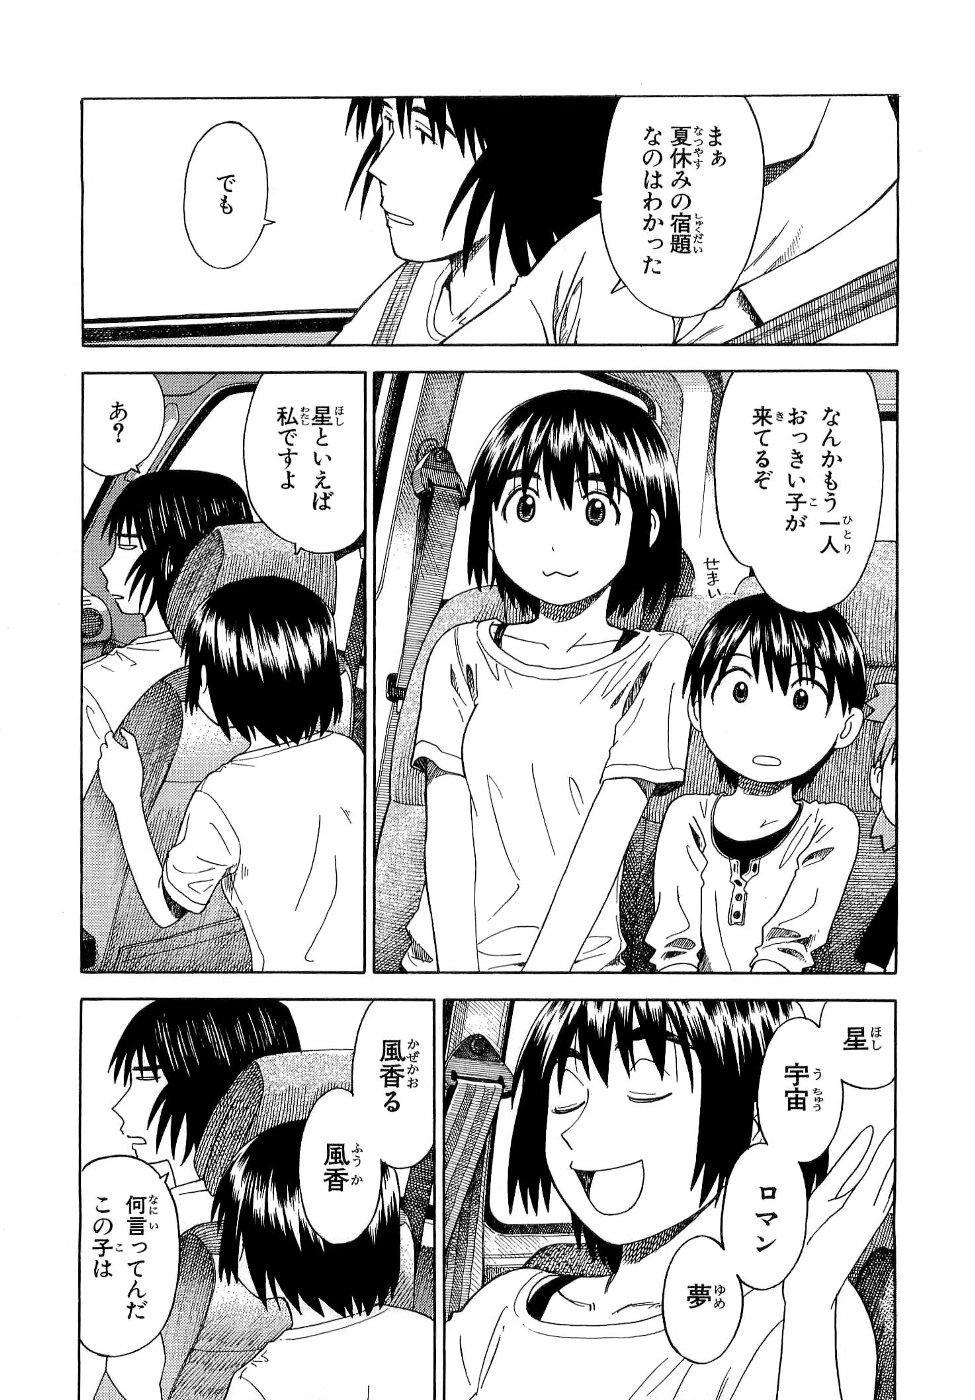 まぁ
夏休みの宿題
なのはわかった
でも
なんかもう一人
おっきい子が
来てるぞ
せまい
星といえば
私ですよ
あ?
星
宇宙
ロマン
夢
風香る
風香
何言ってんだ
この子は